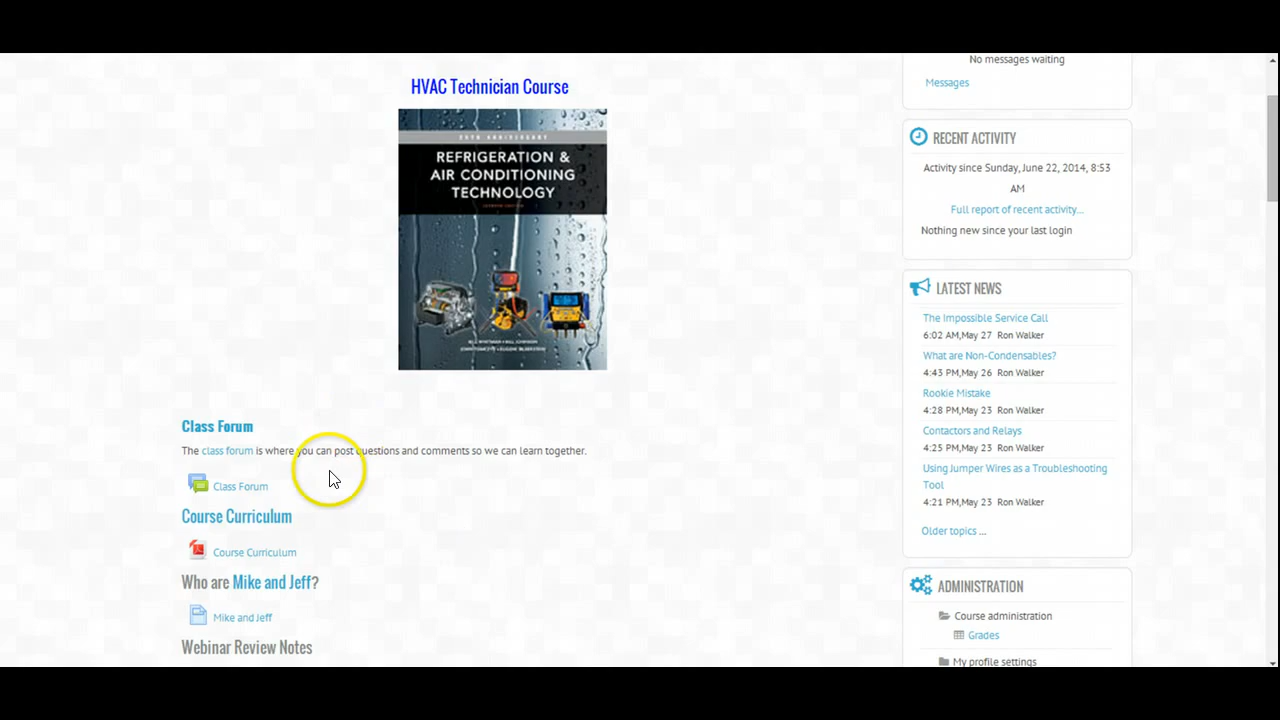 HVAC Technician Course
REFRIGERATION &
AIR CONDITIONING
TECHNOLOGY
Class Forum
The class forum is where you can post questions and comments so we can learn together.
Class Forum
Course Curriculum
Course Curriculum
Who are Mike and Jeff?
Mike and Jeff
Webinar Review Notes
No messages waiting
Messages
RECENT ACTIVITY
Activity since Sunday, June 22, 2014, 8:53
AM
Full report of recent activity...
Nothing new since your last login
LATEST NEWS
The Impossible Service Call
6:02 AM,May 27 Ron Walker
What are Non-Condensables?
4:43 PM,May 26 Ron Walker
Rookie Mistake
4:28 PM,May 23 Ron Walker
Contactors and Relays
4:25 PM,May 23 Ron Walker
Using Jumper Wires as a Troubleshooting
Tool
4:21 PM,May 23 Ron Walker
Older topics ...
ADMINISTRATION
Course administration
Grades
My profile settings